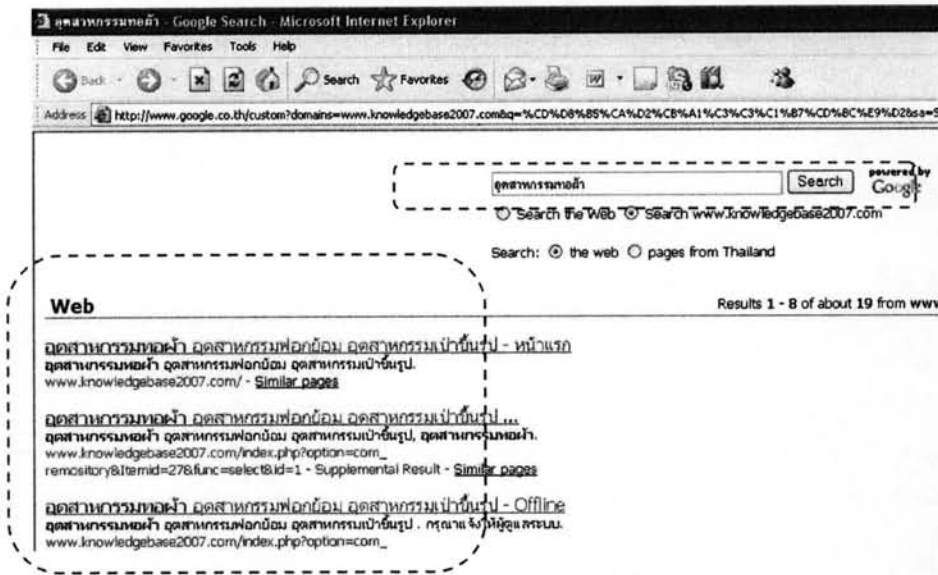 อุตสาหกรรมทอผ้า - Google Search - Microsoft Internet Explorer
File Edit View Favorites Tools Help
Back Search Favorites
Address http://www.google.co.th/custom?domains=www.knowledgebase2007.com&q=%CD%D8%B5%CA%D2%CB%A1%C3%C3%C1%B7%CD%BC%E9%D2&sa=S
อุตสาหกรรมทอผ้า Search powered by Google
Search the Web Search www.knowledgebase2007.com
Search: the web pages from Thailand
Web Results 1 - 8 of about 19 from www
อุตสาหกรรมทอผ้า อุตสาหกรรมฟอกย้อม อุตสาหกรรมเป่าขึ้นรูป - หน้าแรก
อุตสาหกรรมทอผ้า อุตสาหกรรมฟอกย้อม อุตสาหกรรมเป่าขึ้นรูป.
www.knowledgebase2007.com/ - Similar pages
อุตสาหกรรมทอผ้า อุตสาหกรรมฟอกย้อม อุตสาหกรรมเป่าขึ้นรูป ...
อุตสาหกรรมทอผ้า อุตสาหกรรมฟอกย้อม อุตสาหกรรมเป่าขึ้นรูป, อุตสาหกรรมทอผ้า.
www.knowledgebase2007.com/index.php?option=com_
remository&Itemid=27&func=select&id=1 - Supplemental Result - Similar pages
อุตสาหกรรมทอผ้า อุตสาหกรรมฟอกย้อม อุตสาหกรรมเป่าขึ้นรูป - Offline
อุตสาหกรรมทอผ้า อุตสาหกรรมฟอกย้อม อุตสาหกรรมเป่าขึ้นรูป . กรุณาแจ้งให้ผู้ดูแลระบบ.
www.knowledgebase2007.com/index.php?option=com_